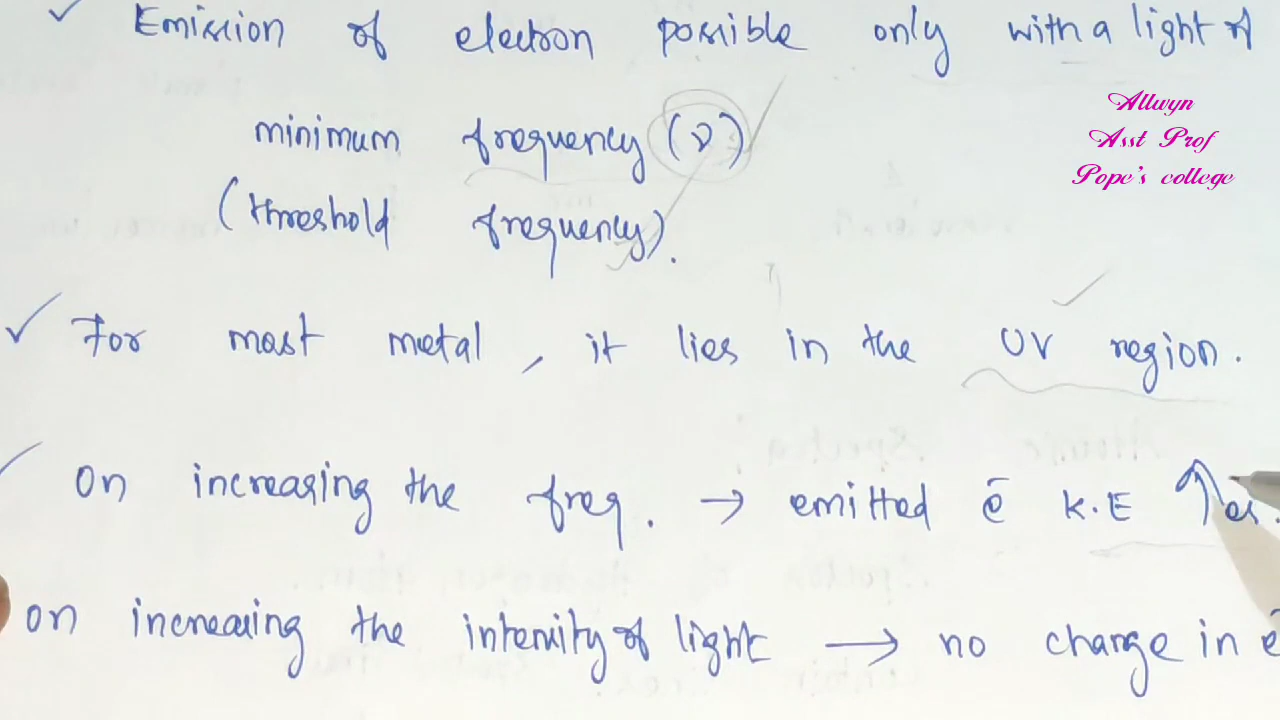 Emission of electron possible only with a light of
minimum frequency (ν)
(threshold frequency).
For most metal, it lies in the UV region.
On increasing the freq. → emitted ē K.E ↑es.
On increasing the intensity of light → no change in ē
Allwyn
Asst Prof
Pope's college